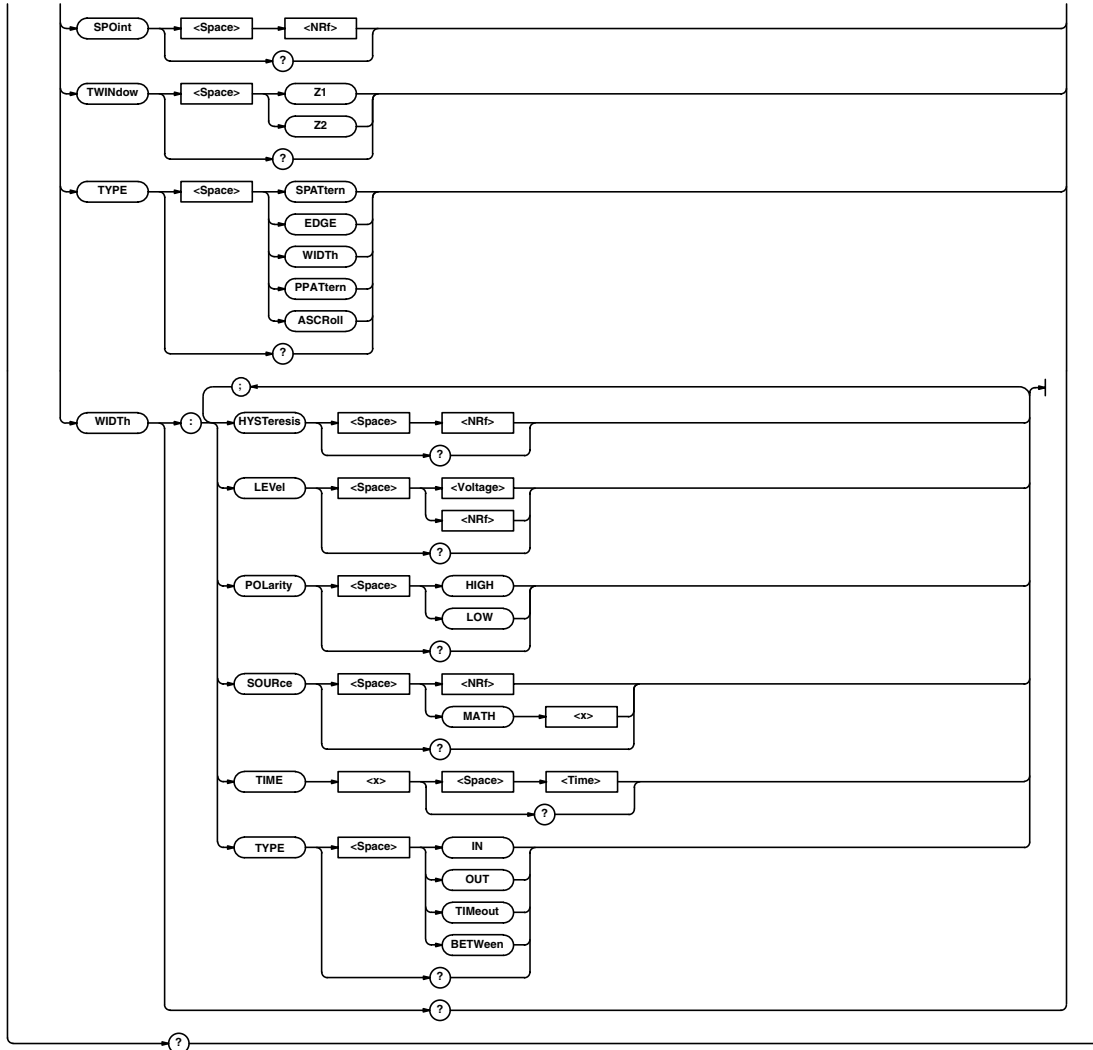 SPOint <Space> <NRf>
?
TWINdow <Space> Z1
Z2
?
TYPE <Space> SPATtern
EDGE
WIDTh
PPATtern
ASCRoll
?
;
WIDTh : HYSTeresis <Space> <NRf>
?
LEVel <Space> <Voltage>
<NRf>
?
POLarity <Space> HIGH
LOW
?
SOURce <Space> <NRf>
MATH <x>
?
TIME <x> <Space> <Time>
?
TYPE <Space> IN
OUT
TIMeout
BETWeen
?
?
?